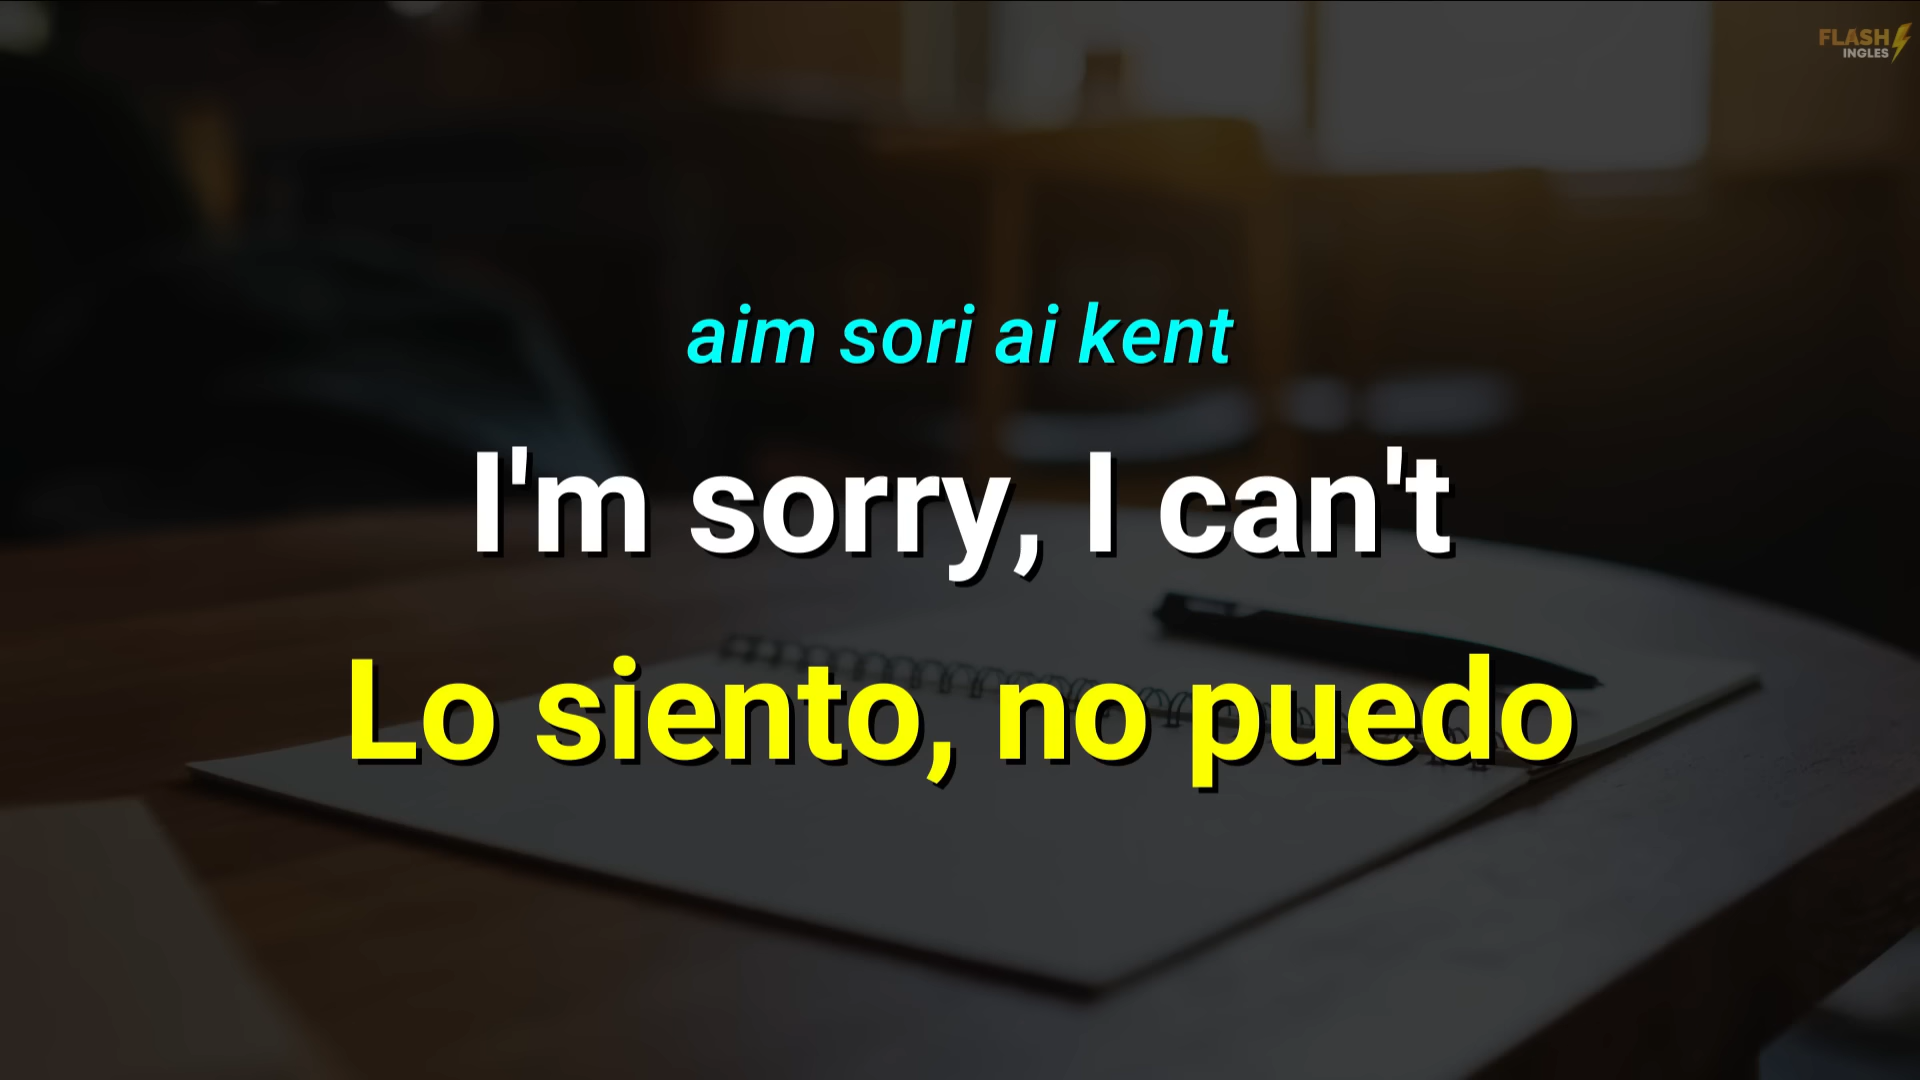 FLASH
INGLES
aim sori ai kent
I'm sorry, I can't
Lo siento, no puedo